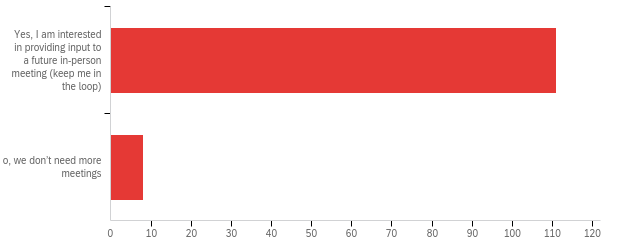 Yes, I am interested
in providing input to
a future in-person
meeting (keep me in
the loop)
o, we don't need more
meetings
0 10 20 30 40 50 60 70 80 90 100 110 120